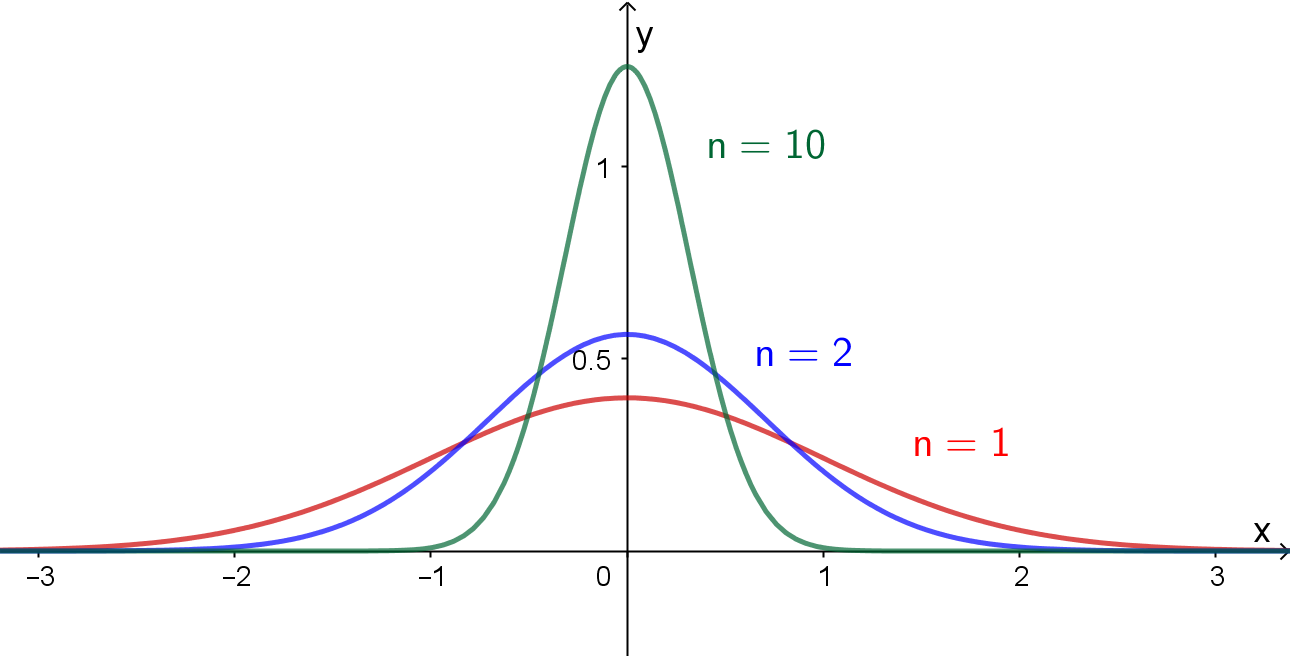 y
n = 10
1
n = 2
0.5
n = 1
x
–3 –2 –1 0 1 2 3